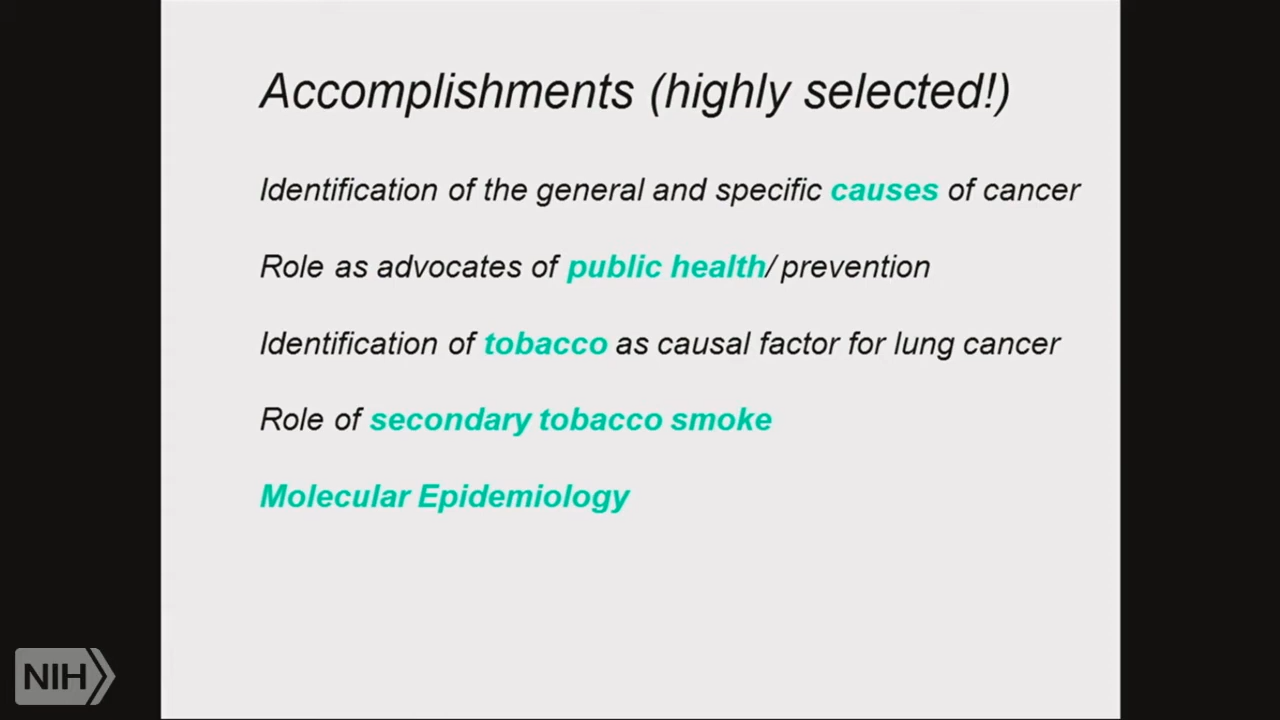 Accomplishments (highly selected!)
Identification of the general and specific causes of cancer
Role as advocates of public health/ prevention
Identification of tobacco as causal factor for lung cancer
Role of secondary tobacco smoke
Molecular Epidemiology
NIH